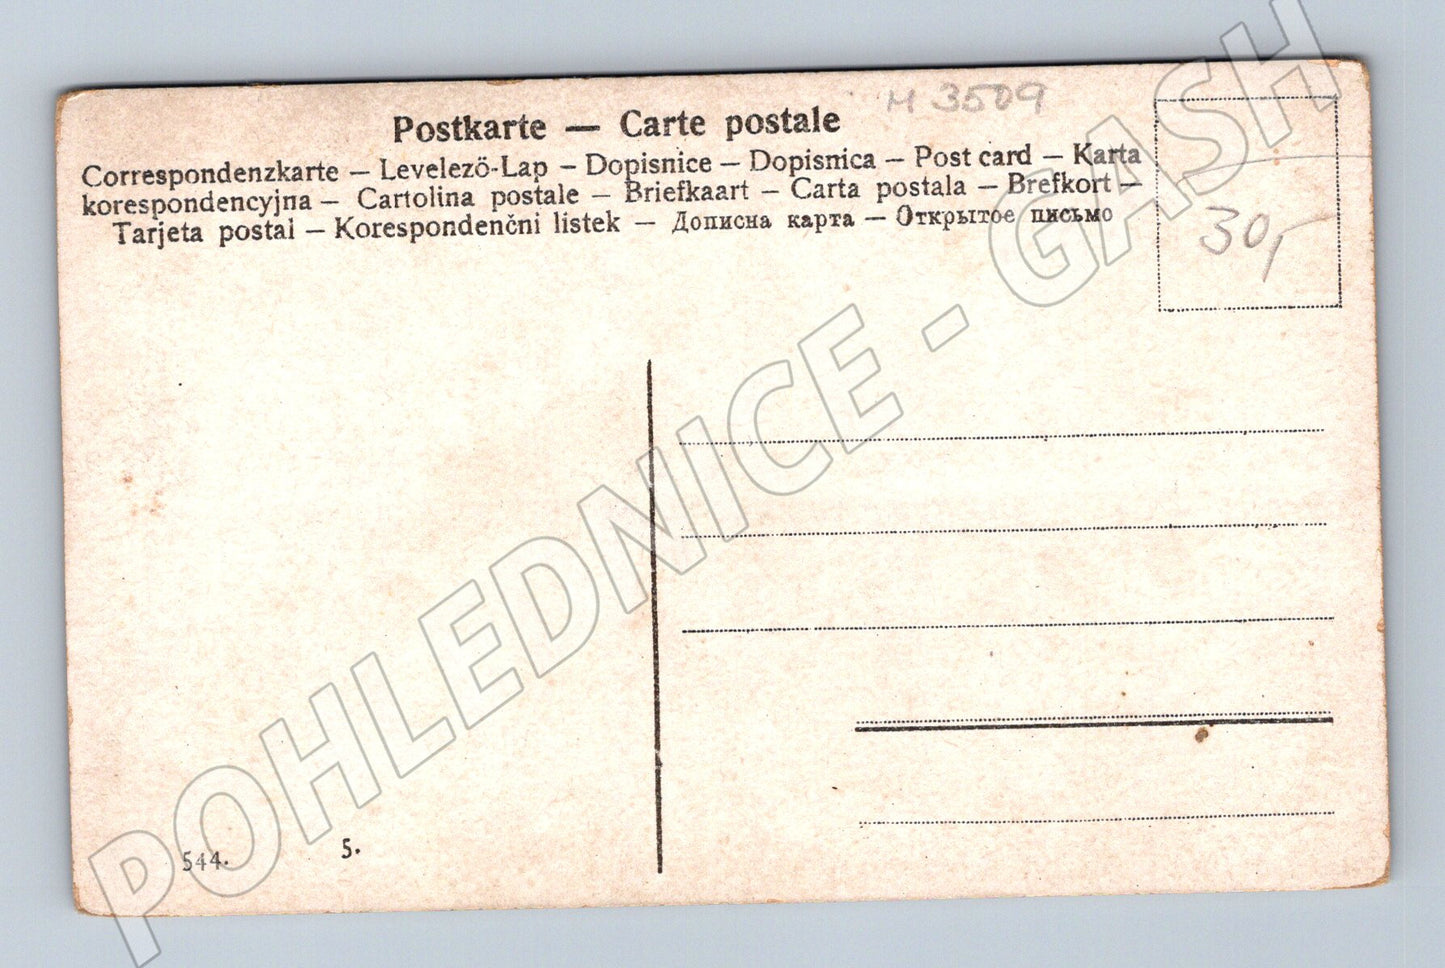 M 3509
Postkarte — Carte postale
Correspondenzkarte – Levelező-Lap – Dopisnice – Dopisnica – Post card – Karta
korespondencyjna – Cartolina postale – Briefkaart – Carta postala – Brefkort –
Tarjeta postal – Korespondenčni listek – Дописна карта – Открытое письмо
30,-
544.
5.
POHLEDNICE - GASH